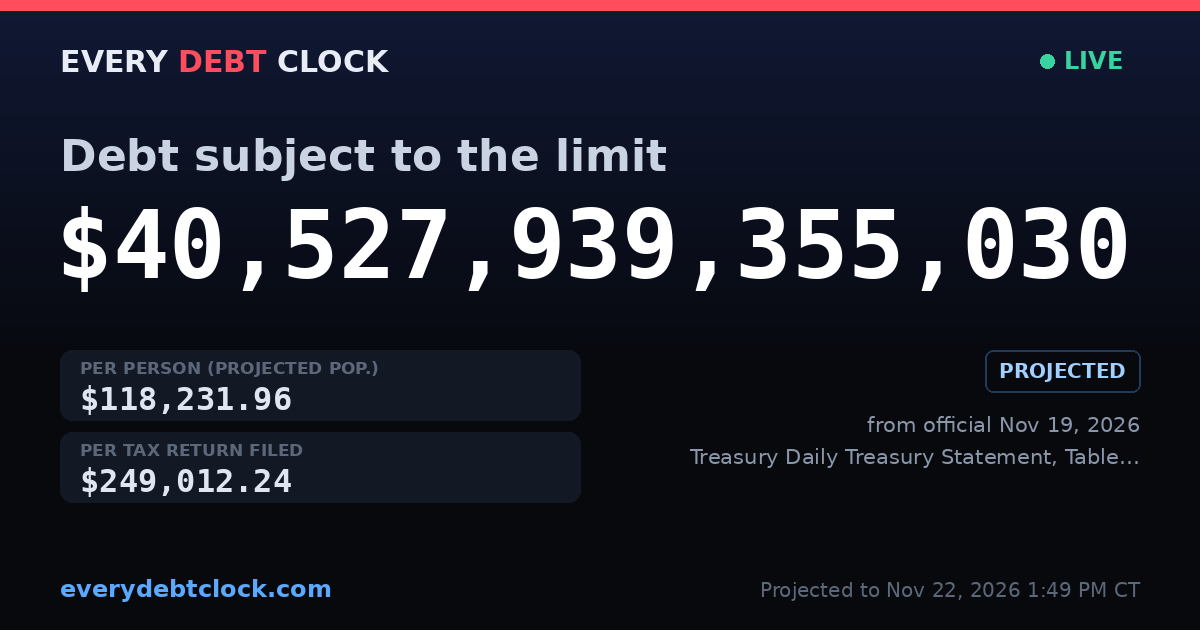 EVERY DEBT CLOCK
LIVE
Debt subject to the limit
$40,527,939,355,030
PER PERSON (PROJECTED POP.)
$118,231.96
PER TAX RETURN FILED
$249,012.24
PROJECTED
from official Nov 19, 2026
Treasury Daily Treasury Statement, Table…
everydebtclock.com
Projected to Nov 22, 2026 1:49 PM CT